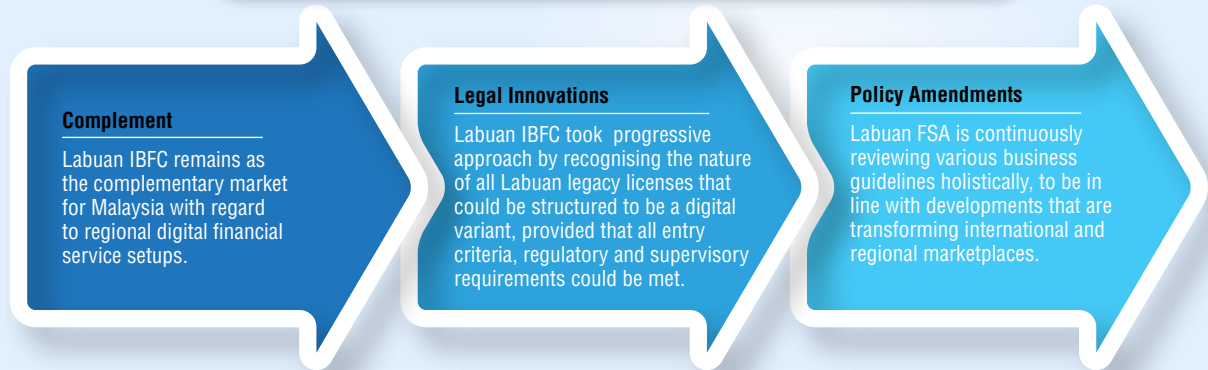 Complement
Labuan IBFC remains as
the complementary market
for Malaysia with regard
to regional digital financial
service setups.
Legal Innovations
Labuan IBFC took progressive
approach by recognising the nature
of all Labuan legacy licenses that
could be structured to be a digital
variant, provided that all entry
criteria, regulatory and supervisory
requirements could be met.
Policy Amendments
Labuan FSA is continuously
reviewing various business
guidelines holistically, to be in
line with developments that are
transforming international and
regional marketplaces.